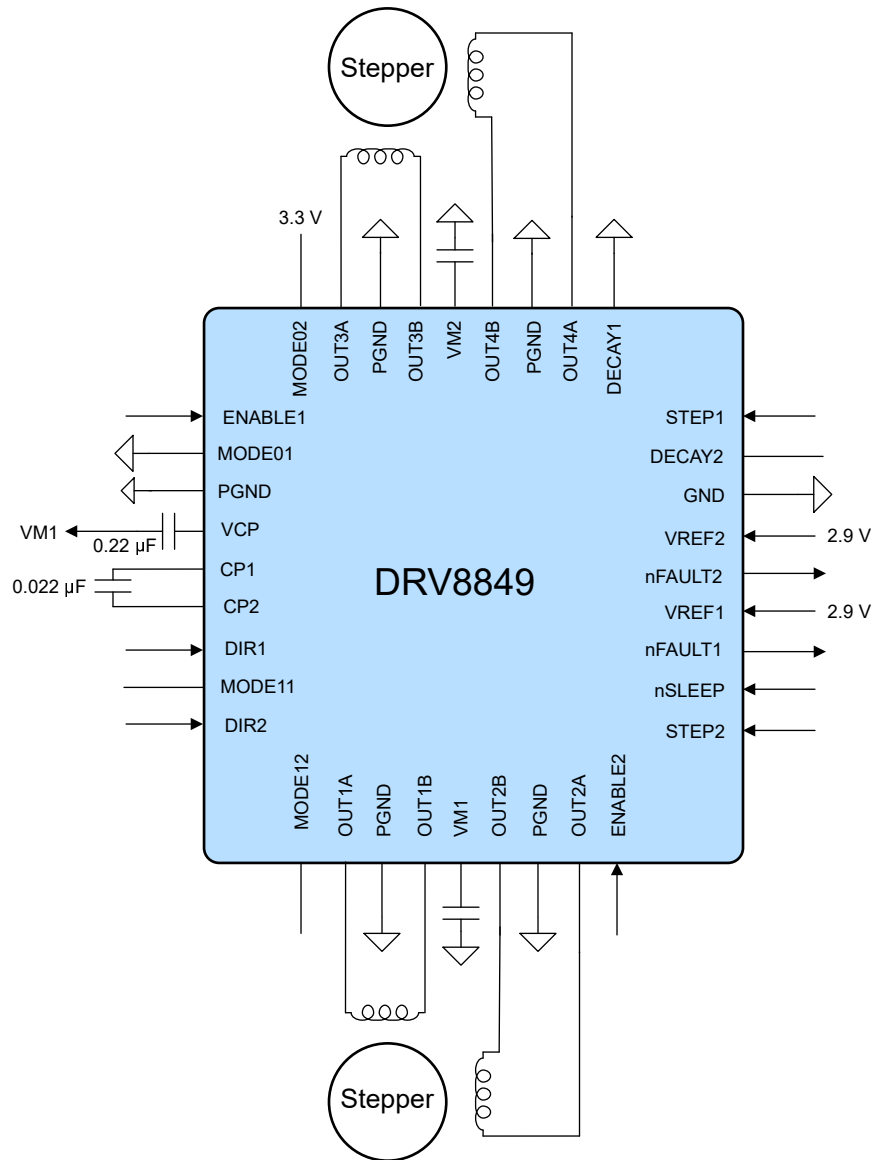 Stepper
3.3 V
MODE02
OUT3A
PGND
OUT3B
VM2
OUT4B
PGND
OUT4A
DECAY1
ENABLE1
MODE01
PGND
VCP
CP1
CP2
DIR1
MODE11
DIR2
VM1
0.22 µF
0.022 µF
DRV8849
STEP1
DECAY2
GND
VREF2
2.9 V
nFAULT2
VREF1
2.9 V
nFAULT1
nSLEEP
STEP2
MODE12
OUT1A
PGND
OUT1B
VM1
OUT2B
PGND
OUT2A
ENABLE2
Stepper